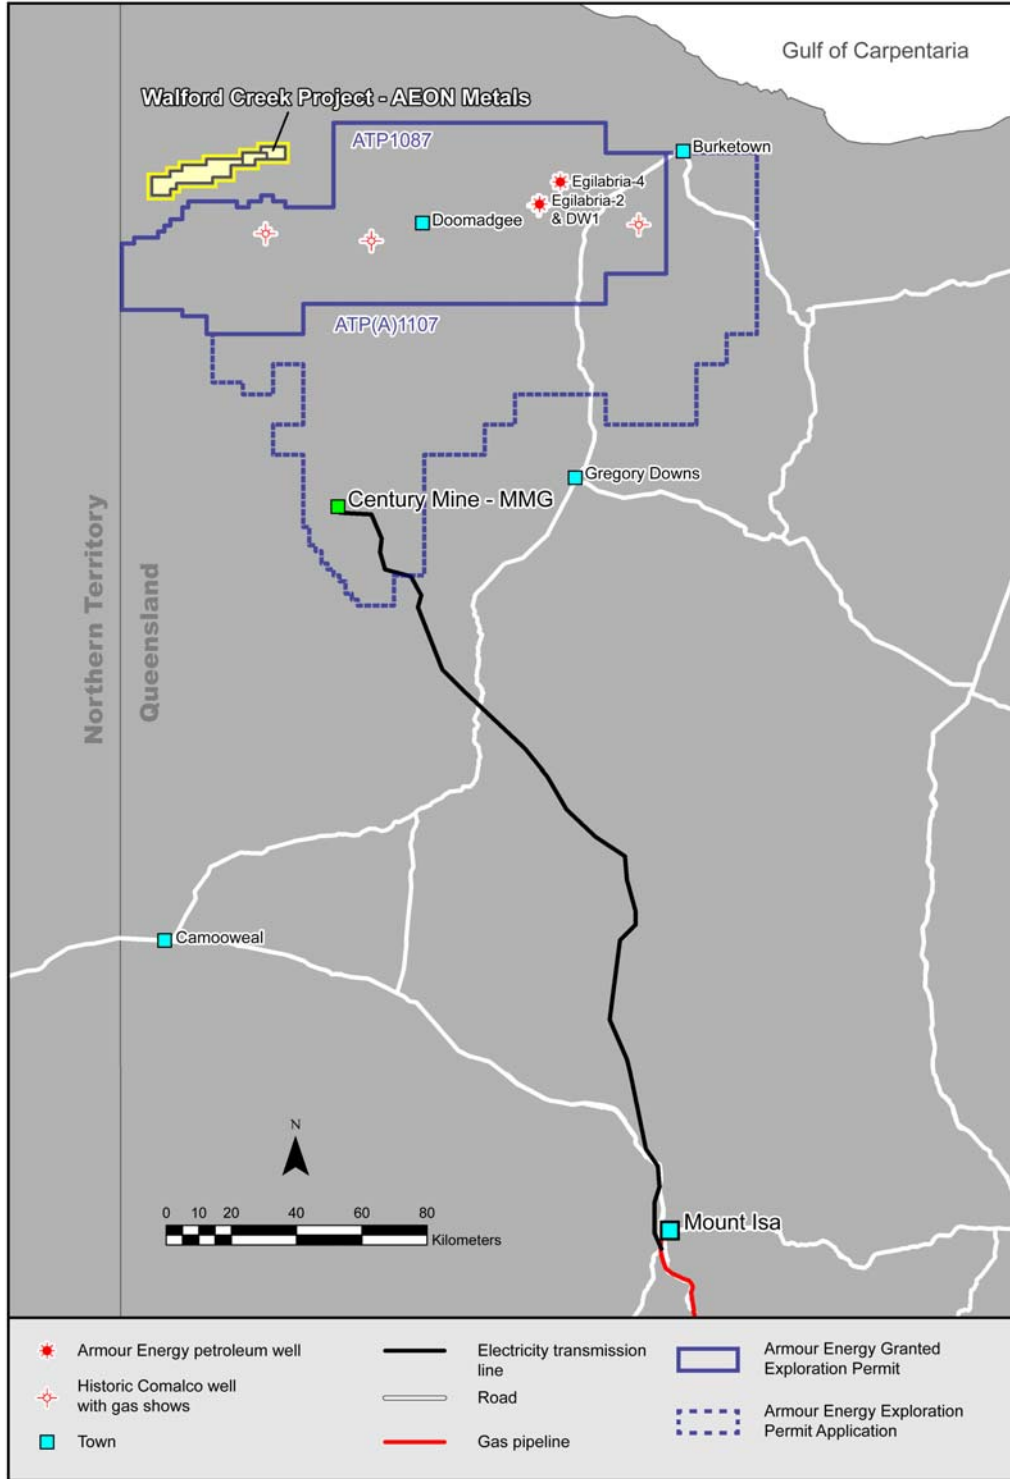 Gulf of Carpentaria
Walford Creek Project - AEON Metals
ATP1087
Burketown
Egilabria-4
Egilabria-2
& DW1
Doomadgee
ATP(A)1107
Gregory Downs
Century Mine - MMG
Northern Territory
Queensland
Camooweal
N
0 10 20 40 60 80
Kilometers
Mount Isa
Armour Energy petroleum well
Historic Comalco well
with gas shows
Town
Electricity transmission
line
Road
Gas pipeline
Armour Energy Granted
Exploration Permit
Armour Energy Exploration
Permit Application